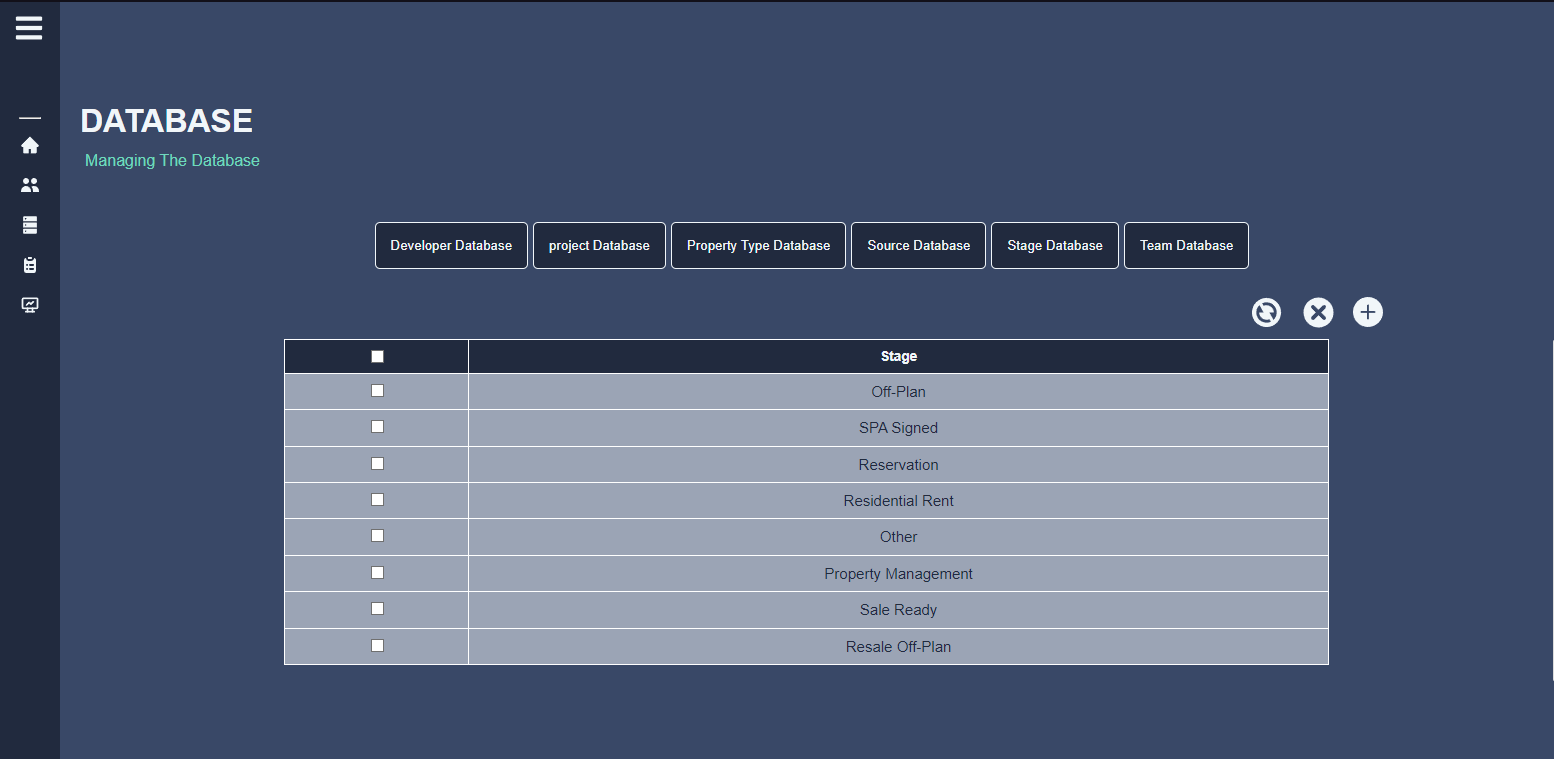 DATABASE
Managing The Database
Developer Database
project Database
Property Type Database
Source Database
Stage Database
Team Database
Stage
Off-Plan
SPA Signed
Reservation
Residential Rent
Other
Property Management
Sale Ready
Resale Off-Plan